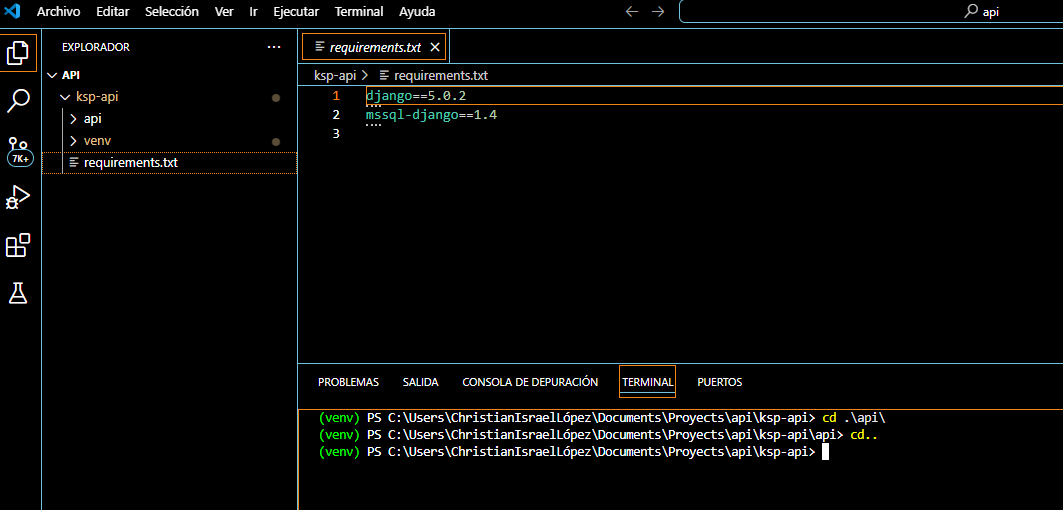 Archivo Editar Selección Ver Ir Ejecutar Terminal Ayuda
api
EXPLORADOR ...
API
ksp-api
api
venv
requirements.txt
7K+
requirements.txt
ksp-api > requirements.txt
1 django==5.0.2
2 mssql-django==1.4
3
PROBLEMAS SALIDA CONSOLA DE DEPURACIÓN TERMINAL PUERTOS
(venv) PS C:\Users\ChristianIsraelLópez\Documents\Proyects\api\ksp-api> cd .\api\
(venv) PS C:\Users\ChristianIsraelLópez\Documents\Proyects\api\ksp-api\api> cd..
(venv) PS C:\Users\ChristianIsraelLópez\Documents\Proyects\api\ksp-api>